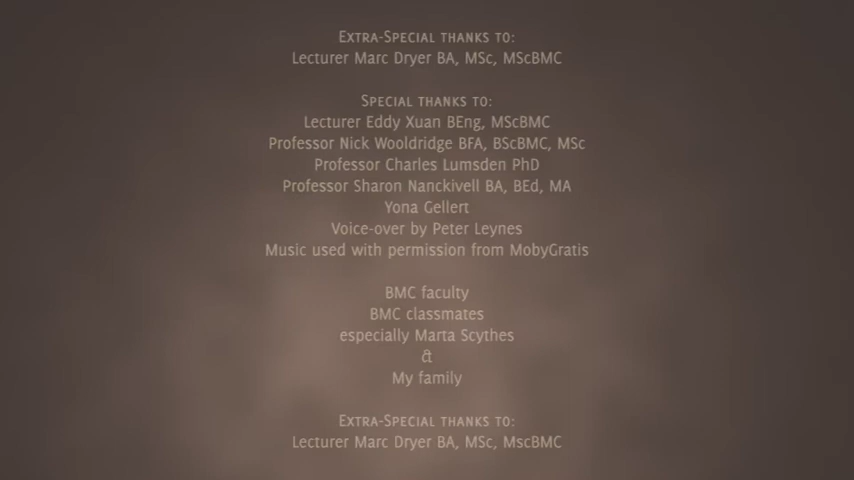 Extra-Special thanks to:
Lecturer Marc Dryer BA, MSc, MScBMC
Special thanks to:
Lecturer Eddy Xuan BEng, MScBMC
Professor Nick Wooldridge BFA, BScBMC, MSc
Professor Charles Lumsden PhD
Professor Sharon Nanckivell BA, BEd, MA
Yona Gellert
Voice-over by Peter Leynes
Music used with permission from MobyGratis
BMC faculty
BMC classmates
especially Marta Scythes
&
My family
Extra-Special thanks to:
Lecturer Marc Dryer BA, MSc, MscBMC